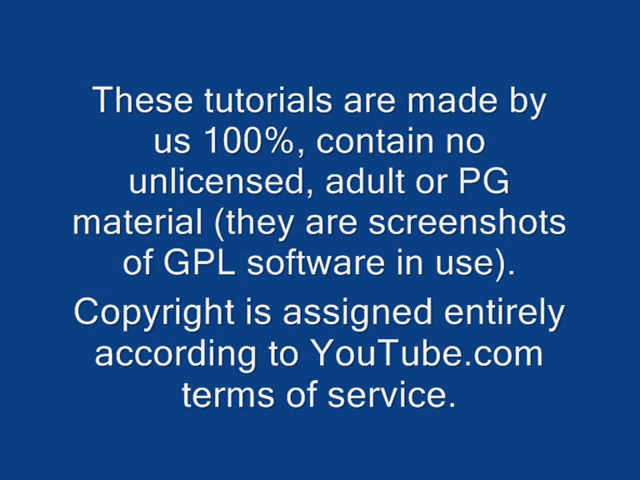 These tutorials are made by
us 100%, contain no
unlicensed, adult or PG
material (they are screenshots
of GPL software in use).
Copyright is assigned entirely
according to YouTube.com
terms of service.